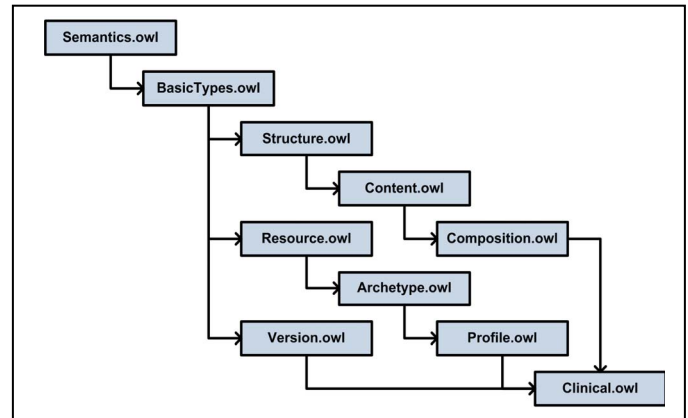 Semantics.owl
BasicTypes.owl
Structure.owl
Content.owl
Resource.owl
Composition.owl
Archetype.owl
Version.owl
Profile.owl
Clinical.owl